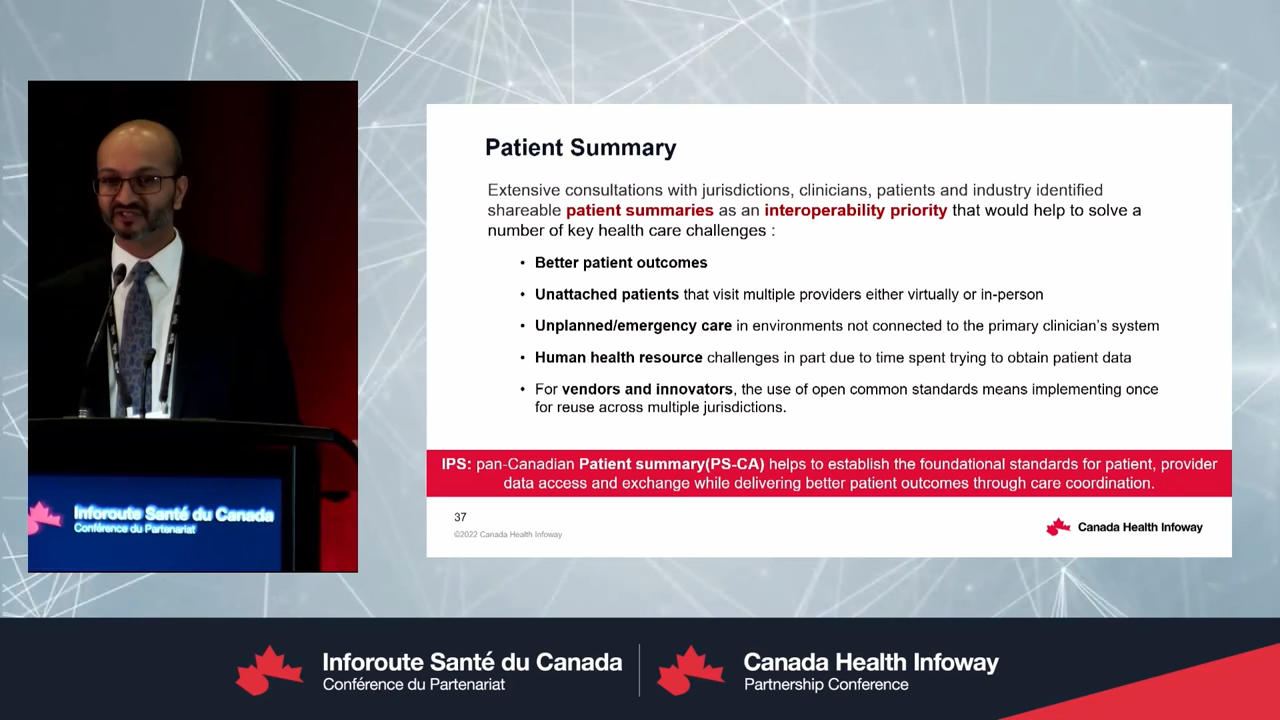 Patient Summary
Extensive consultations with jurisdictions, clinicians, patients and industry identified
shareable patient summaries as an interoperability priority that would help to solve a
number of key health care challenges :
• Better patient outcomes
• Unattached patients that visit multiple providers either virtually or in-person
• Unplanned/emergency care in environments not connected to the primary clinician's system
• Human health resource challenges in part due to time spent trying to obtain patient data
• For vendors and innovators, the use of open common standards means implementing once
for reuse across multiple jurisdictions.
IPS: pan-Canadian Patient summary(PS-CA) helps to establish the foundational standards for patient, provider
data access and exchange while delivering better patient outcomes through care coordination.
37
©2022 Canada Health Infoway
Canada Health Infoway
Inforoute Santé du Canada
Conférence du Partenariat
Inforoute Santé du Canada
Conférence du Partenariat
Canada Health Infoway
Partnership Conference